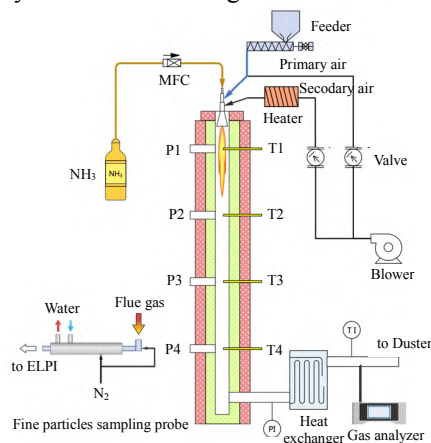 Feeder
Primary air
MFC
Secodary air
Heater
P1
T1
Valve
NH3
NH₃
P2
T2
Blower
P3
T3
Water
Flue gas
TI
to Duster
P4
T4
to ELPI
N2
PI
Heat
exchanger
Gas analyzer
Fine particles sampling probe